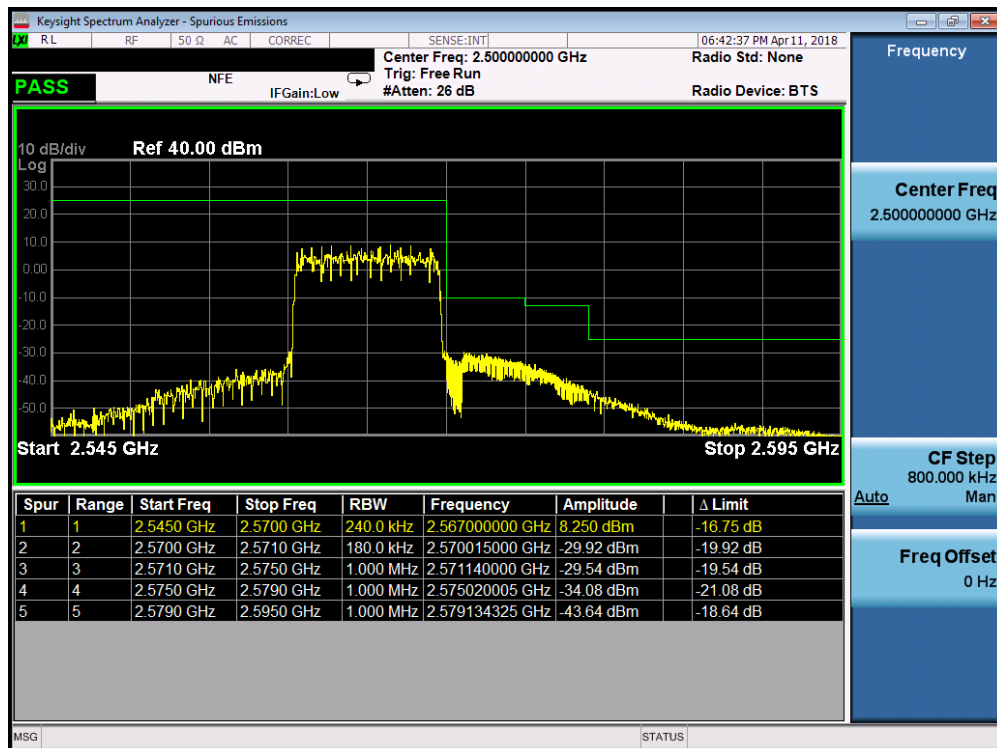 Keysight Spectrum Analyzer - Spurious Emissions
LXI RL RF 50 Ω AC CORREC SENSE:INT 06:42:37 PM Apr 11, 2018
Center Freq: 2.500000000 GHz Radio Std: None
NFE Trig: Free Run
PASS IFGain:Low #Atten: 26 dB Radio Device: BTS
10 dB/div Ref 40.00 dBm
Log
30.0
20.0
10.0
0.00
-10.0
-20.0
-30.0
-40.0
-50.0
Start 2.545 GHz Stop 2.595 GHz
Spur Range Start Freq Stop Freq RBW Frequency Amplitude Δ Limit
1 1 2.5450 GHz 2.5700 GHz 240.0 kHz 2.567000000 GHz 8.250 dBm -16.75 dB
2 2 2.5700 GHz 2.5710 GHz 180.0 kHz 2.570015000 GHz -29.92 dBm -19.92 dB
3 3 2.5710 GHz 2.5750 GHz 1.000 MHz 2.571140000 GHz -29.54 dBm -19.54 dB
4 4 2.5750 GHz 2.5790 GHz 1.000 MHz 2.575020005 GHz -34.08 dBm -21.08 dB
5 5 2.5790 GHz 2.5950 GHz 1.000 MHz 2.579134325 GHz -43.64 dBm -18.64 dB
MSG STATUS
Frequency
Center Freq
2.500000000 GHz
CF Step
800.000 kHz
Auto Man
Freq Offset
0 Hz